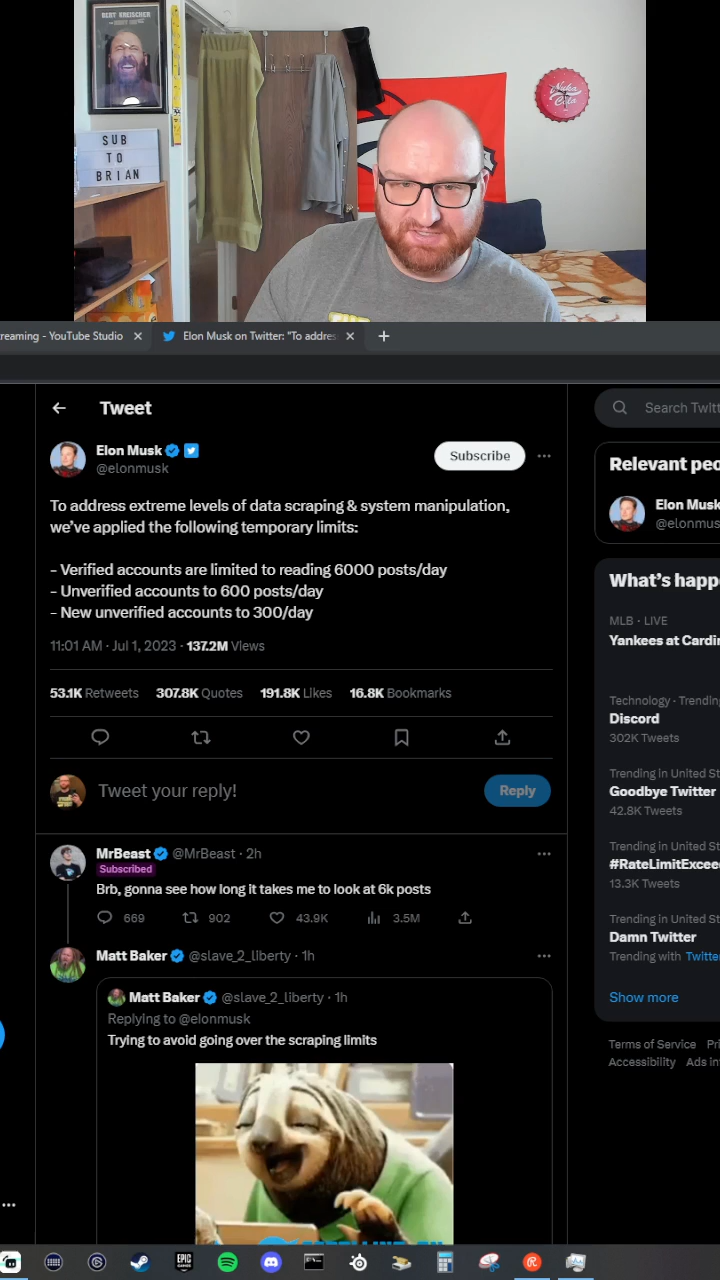 BERT KREISCHER
SUB
TO
BRIAN
Nuka
Cola
reaming - YouTube Studio
Elon Musk on Twitter: "To addres
Tweet
Search Twitt
Elon Musk
@elonmusk
Subscribe
To address extreme levels of data scraping & system manipulation,
we've applied the following temporary limits:
- Verified accounts are limited to reading 6000 posts/day
- Unverified accounts to 600 posts/day
- New unverified accounts to 300/day
11:01 AM · Jul 1, 2023 · 137.2M Views
53.1K Retweets 307.8K Quotes 191.8K Likes 16.8K Bookmarks
Tweet your reply!
Reply
MrBeast @MrBeast · 2h
Subscribed
Brb, gonna see how long it takes me to look at 6k posts
669 902 43.9K 3.5M
Matt Baker @slave_2_liberty · 1h
Matt Baker @slave_2_liberty · 1h
Replying to @elonmusk
Trying to avoid going over the scraping limits
Relevant peo
Elon Musk
@elonmus
What's happe
MLB · LIVE
Yankees at Cardin
Technology · Trending
Discord
302K Tweets
Trending in United St
Goodbye Twitter
42.8K Tweets
Trending in United St
#RateLimitExcee
13.3K Tweets
Trending in United St
Damn Twitter
Trending with Twitte
Show more
Terms of Service Pri
Accessibility Ads in
EPIC
GAMES